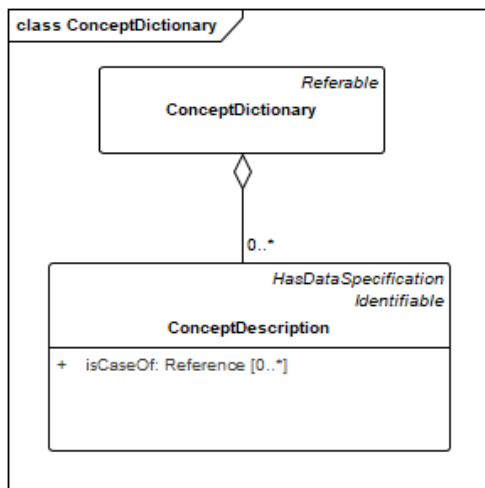 class ConceptDictionary
Referable
ConceptDictionary
0..*
HasDataSpecification
Identifiable
ConceptDescription
+ isCaseOf: Reference [0..*]